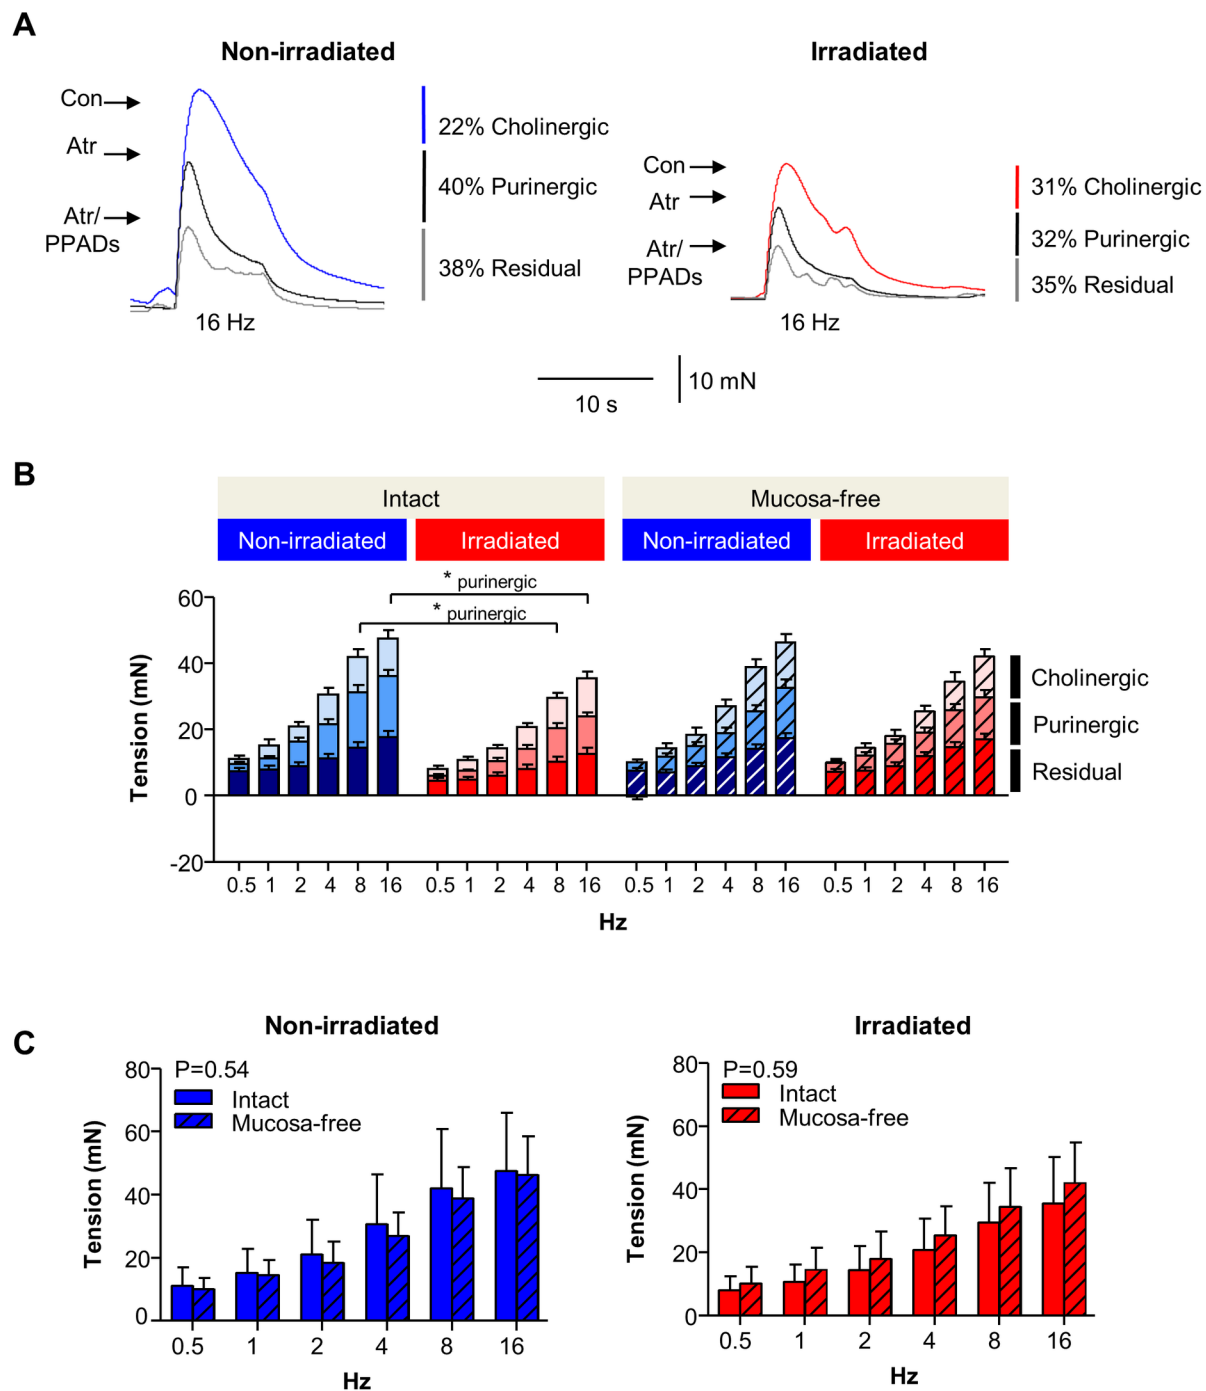 A
Non-irradiated
Irradiated
Con
Atr
Atr/
PPADs
22% Cholinergic
40% Purinergic
38% Residual
16 Hz
Con
Atr
Atr/
PPADs
31% Cholinergic
32% Purinergic
35% Residual
16 Hz
10 s
10 mN
B
Intact
Mucosa-free
Non-irradiated
Irradiated
Non-irradiated
Irradiated
* purinergic
* purinergic
Tension (mN)
60
40
20
0
-20
0.5 1 2 4 8 16 0.5 1 2 4 8 16 0.5 1 2 4 8 16 0.5 1 2 4 8 16
Hz
Cholinergic
Purinergic
Residual
C
Non-irradiated
P=0.54
Intact
Mucosa-free
Tension (mN)
80
60
40
20
0
0.5 1 2 4 8 16
Hz
Irradiated
P=0.59
Intact
Mucosa-free
Tension (mN)
80
60
40
20
0
0.5 1 2 4 8 16
Hz